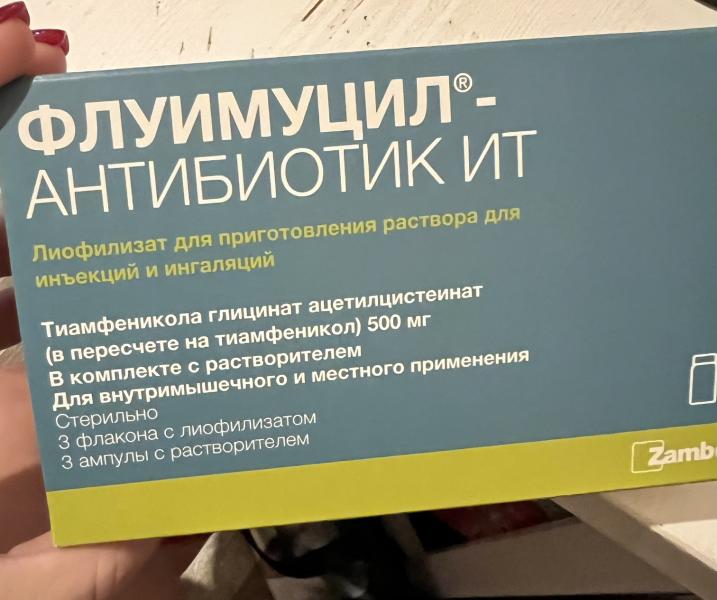 ФЛУИМУЦИЛ®-
АНТИБИОТИК ИТ
Лиофилизат для приготовления раствора для
инъекций и ингаляций
Тиамфеникола глицинат ацетилцистеинат
(в пересчете на тиамфеникол) 500 мг
В комплекте с растворителем
Для внутримышечного и местного применения
Стерильно
3 флакона с лиофилизатом
3 ампулы с растворителем